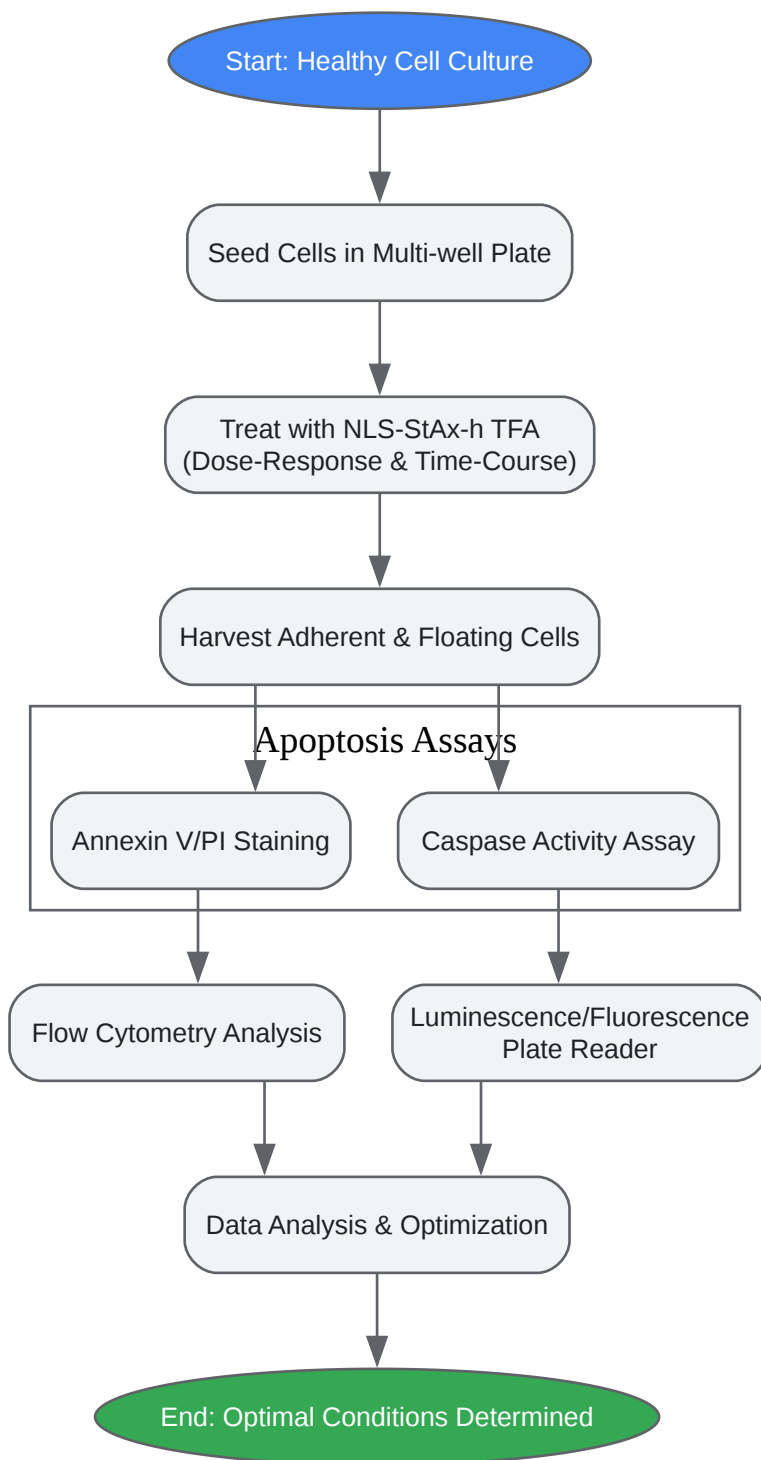 Start: Healthy Cell Culture
Seed Cells in Multi-well Plate
Treat with NLS-StAx-h TFA
(Dose-Response & Time-Course)
Harvest Adherent & Floating Cells
Apoptosis Assays
Annexin V/PI Staining
Caspase Activity Assay
Flow Cytometry Analysis
Luminescence/Fluorescence
Plate Reader
Data Analysis & Optimization
End: Optimal Conditions Determined